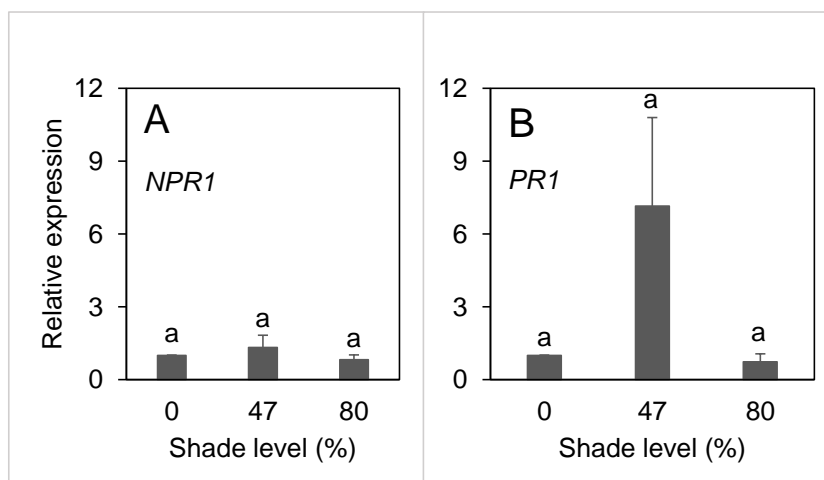 Relative expression
12
9
6
3
0
A
NPR1
a
a
a
0 47 80
Shade level (%)
12
9
6
3
0
B
PR1
a
a
a
0 47 80
Shade level (%)